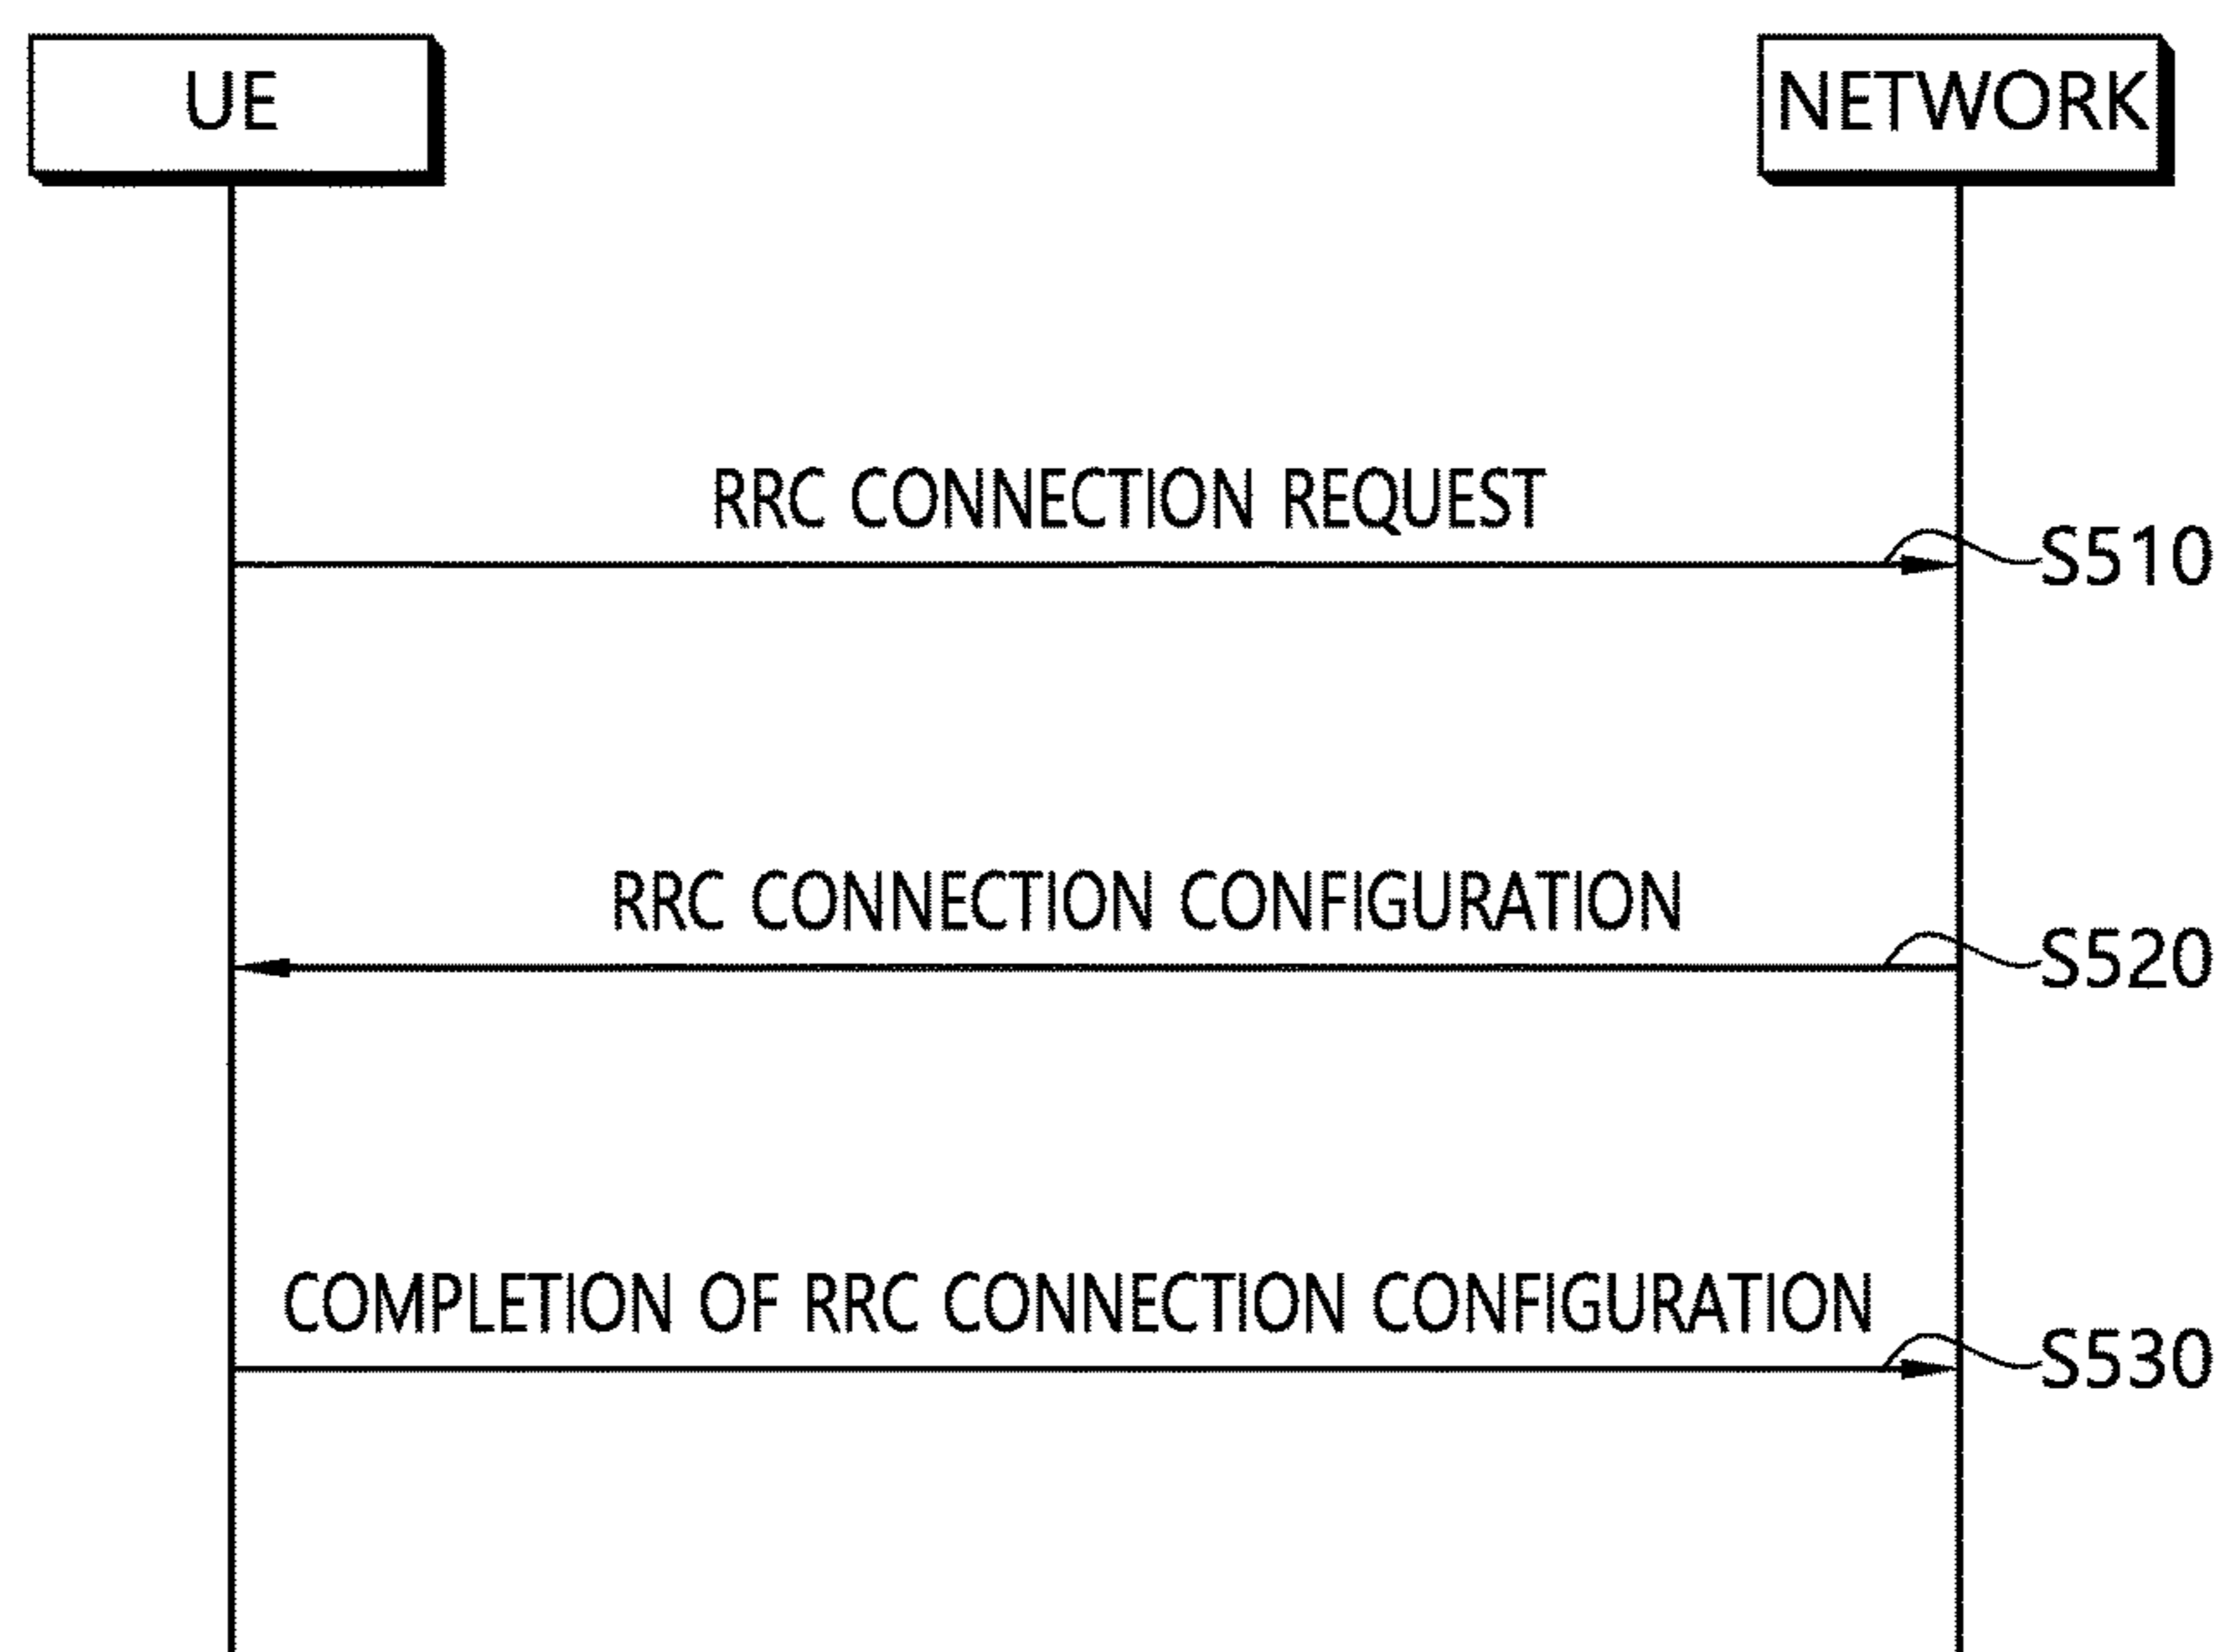 UE
NETWORK
RRC CONNECTION REQUEST
S510
RRC CONNECTION CONFIGURATION
S520
COMPLETION OF RRC CONNECTION CONFIGURATION
S530